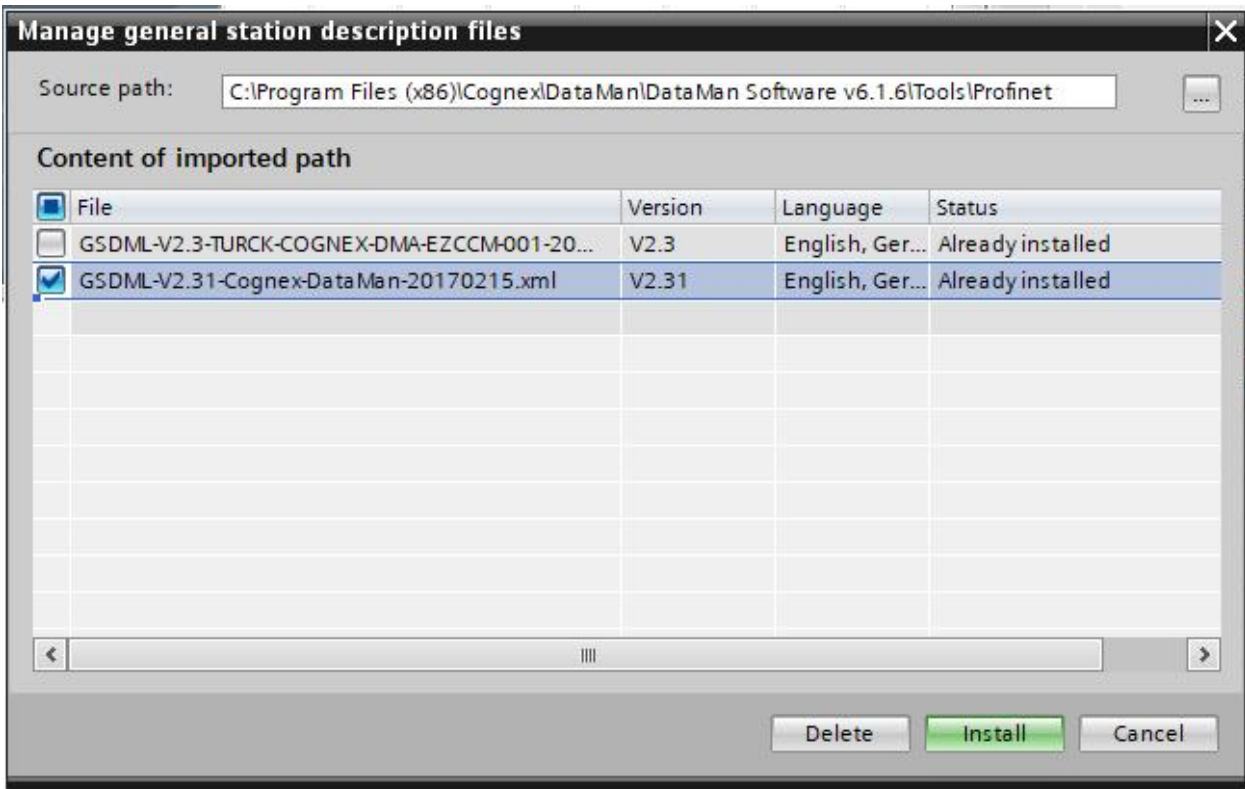 Manage general station description files
Source path: C:\Program Files (x86)\Cognex\DataMan\DataMan Software v6.1.6\Tools\Profinet ...
Content of imported path
File Version Language Status
GSDML-V2.3-TURCK-COGNEX-DMA-EZCCM-001-20... V2.3 English, Ger... Already installed
GSDML-V2.31-Cognex-DataMan-20170215.xml V2.31 English, Ger... Already installed
Delete Install Cancel